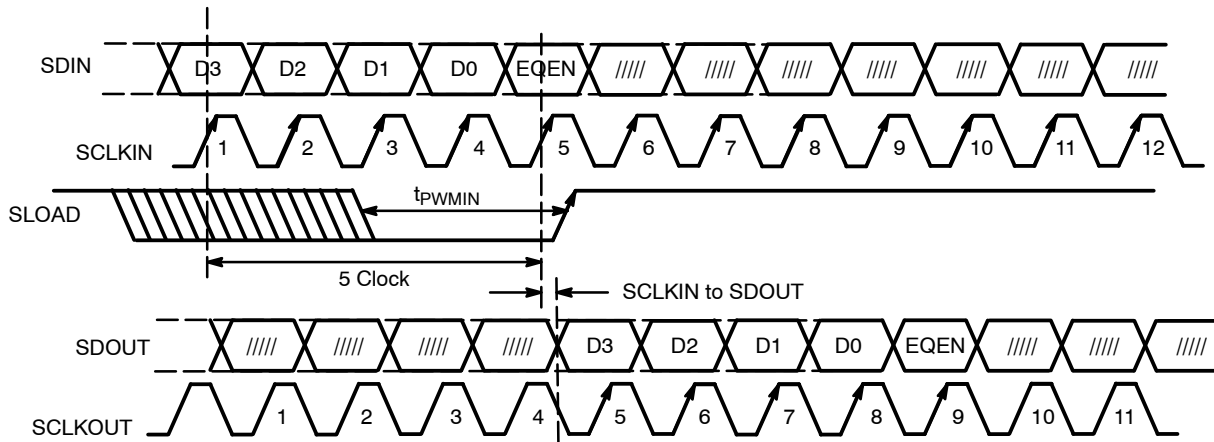 SDIN D3 D2 D1 D0 EQEN ///// ///// ///// ///// ///// ///// /////
SCLKIN 1 2 3 4 5 6 7 8 9 10 11 12
SLOAD tPWMIN
5 Clock
SCLKIN to SDOUT
SDOUT ///// ///// ///// ///// D3 D2 D1 D0 EQEN ///// ///// /////
SCLKOUT 1 2 3 4 5 6 7 8 9 10 11